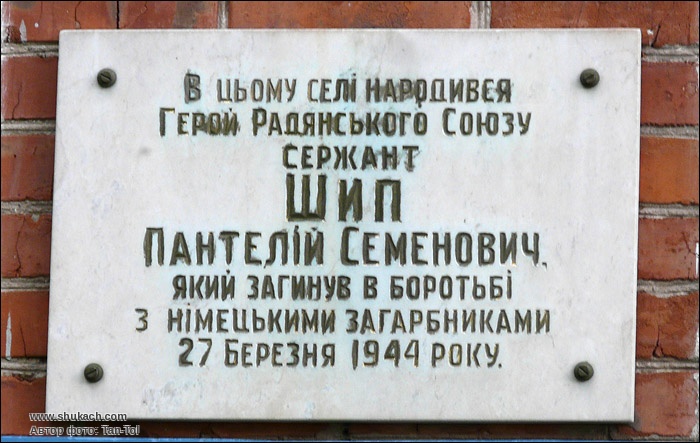 В цьому селі народився
Герой Радянського Союзу
сержант
ШИП
Пантелій Семенович,
який загинув в боротьбі
з німецькими загарбниками
27 березня 1944 року.
www.shukach.com
Автор фото: Tan-Tol